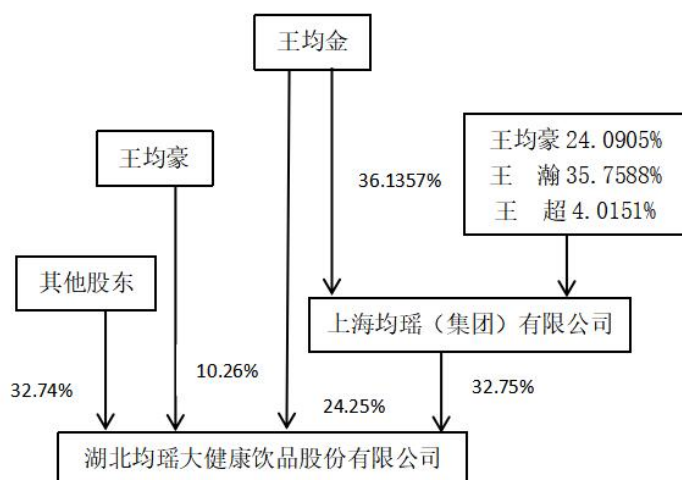 王均金
王均豪
36.1357%
王均豪 24.0905%
王　瀚 35.7588%
王　超 4.0151%
其他股东
上海均瑶（集团）有限公司
32.74%
10.26%
24.25%
32.75%
湖北均瑶大健康饮品股份有限公司